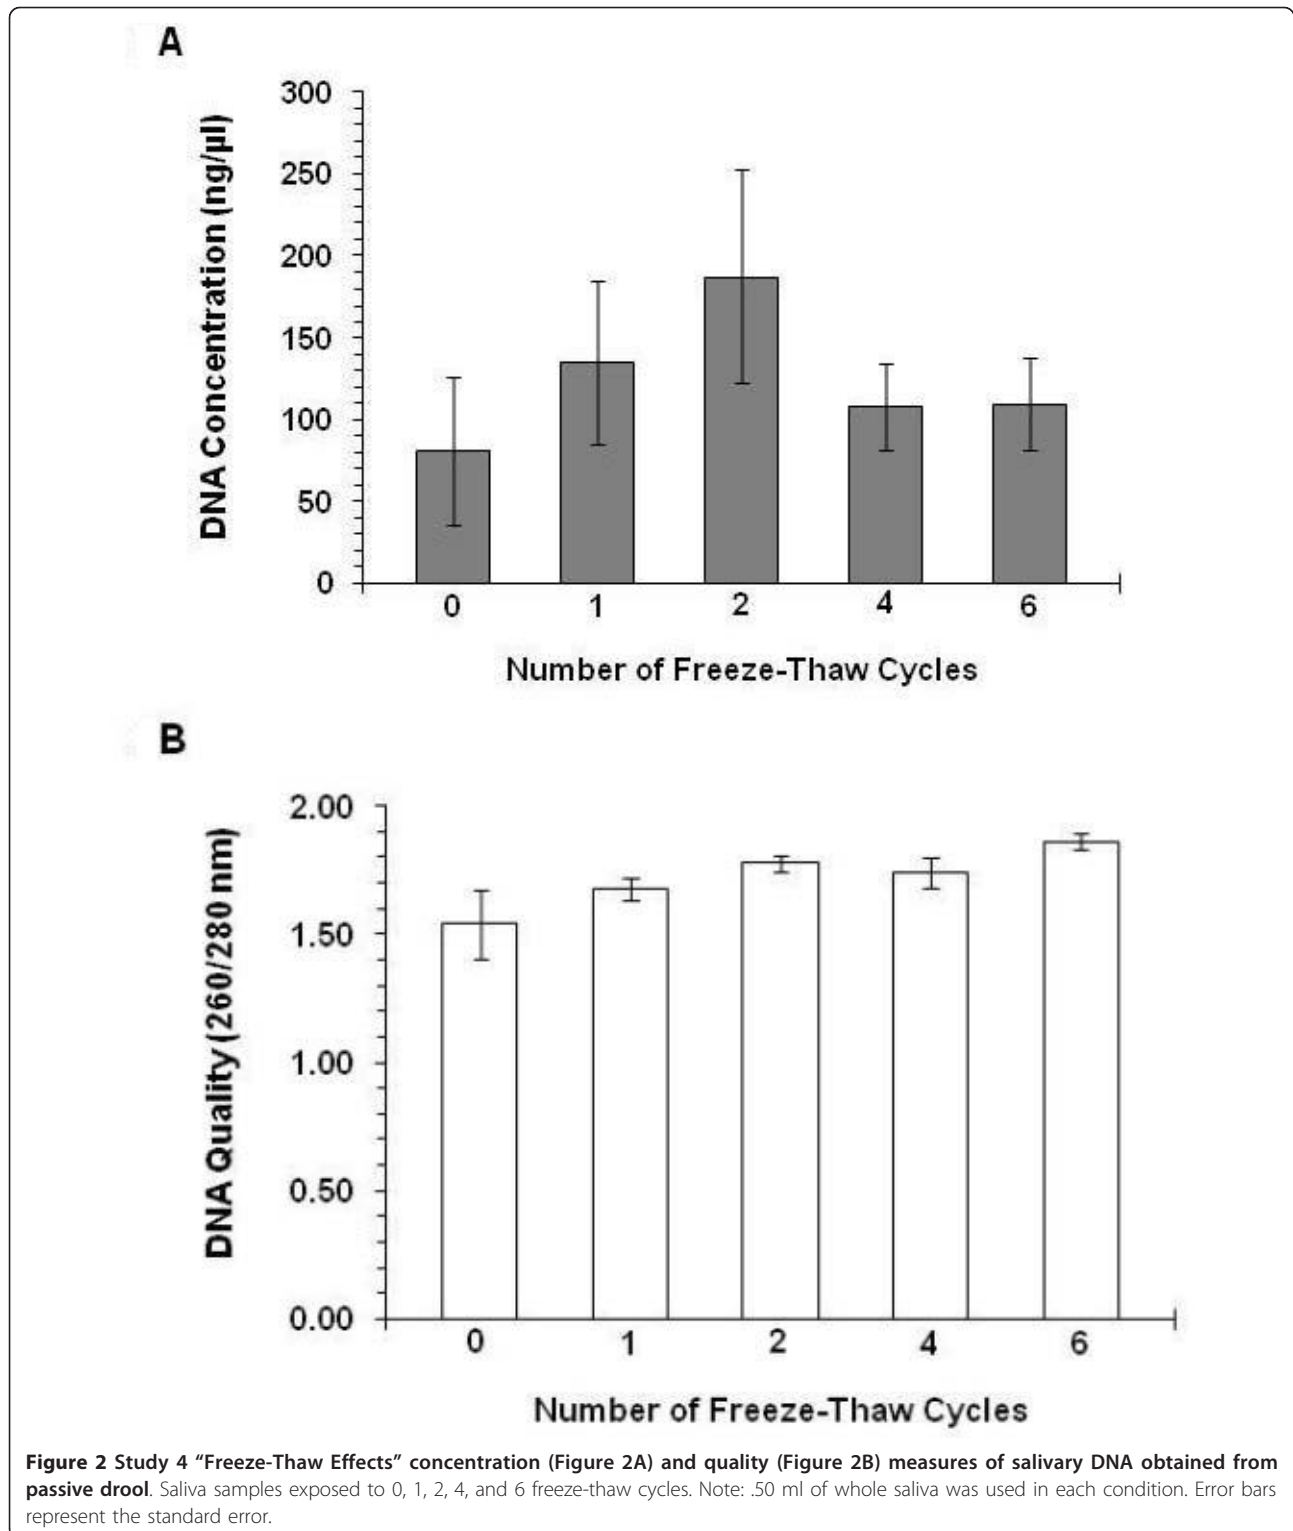 A
DNA Concentration (ng/µl)
300
250
200
150
100
50
0
0 1 2 4 6
Number of Freeze-Thaw Cycles
B
DNA Quality (260/280 nm)
2.00
1.50
1.00
0.50
0.00
0 1 2 4 6
Number of Freeze-Thaw Cycles
Figure 2 Study 4 “Freeze-Thaw Effects” concentration (Figure 2A) and quality (Figure 2B) measures of salivary DNA obtained from
passive drool. Saliva samples exposed to 0, 1, 2, 4, and 6 freeze-thaw cycles. Note: .50 ml of whole saliva was used in each condition. Error bars
represent the standard error.